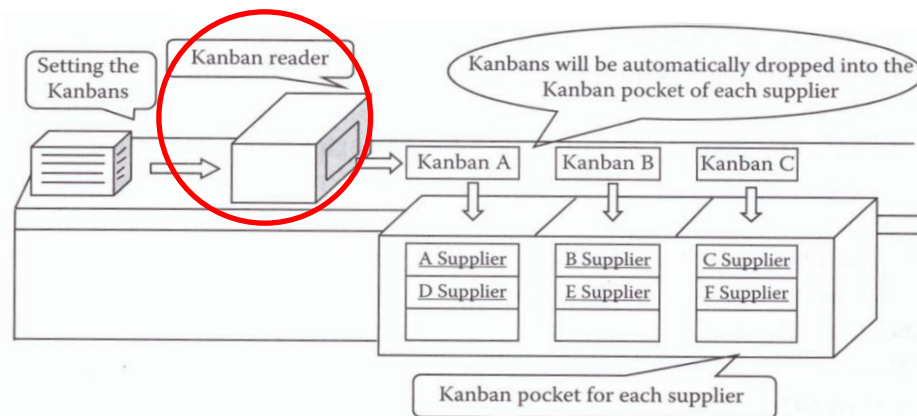 Setting the
Kanbans
Kanban reader
Kanbans will be automatically dropped into the
Kanban pocket of each supplier
Kanban A
Kanban B
Kanban C
A Supplier
B Supplier
C Supplier
D Supplier
E Supplier
F Supplier
Kanban pocket for each supplier